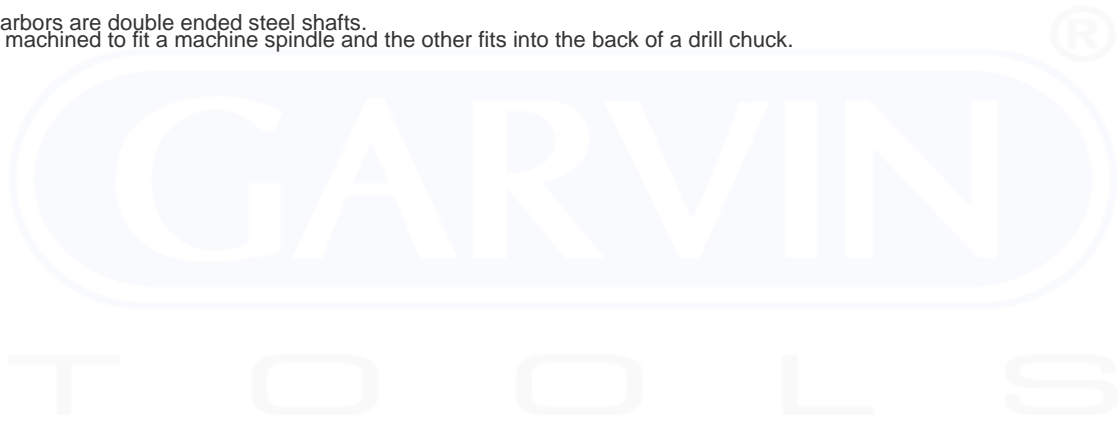 arbors are double ended steel shafts.
machined to fit a machine spindle and the other fits into the back of a drill chuck.
®
GARVIN
TOOLS